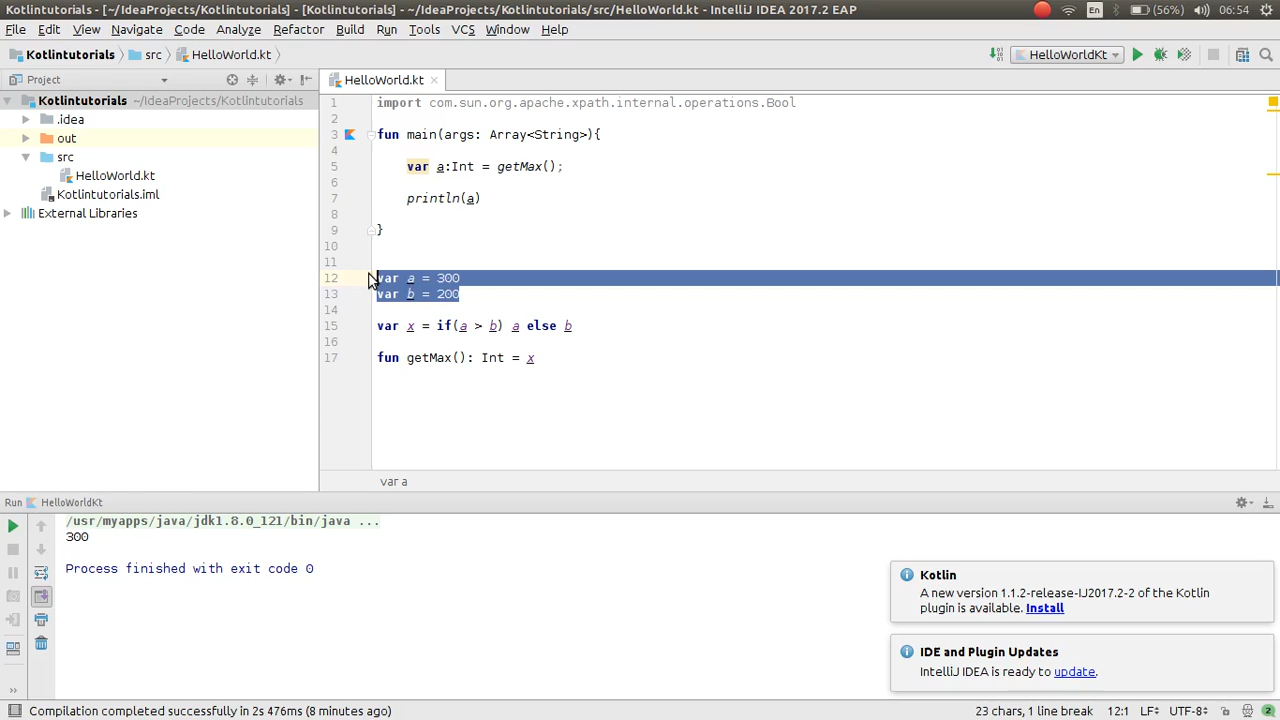 Kotlintutorials - [~/IdeaProjects/Kotlintutorials] - [Kotlintutorials] - ~/IdeaProjects/Kotlintutorials/src/HelloWorld.kt - IntelliJ IDEA 2017.2 EAP
En (56%) 06:54
File Edit View Navigate Code Analyze Refactor Build Run Tools VCS Window Help
Kotlintutorials src HelloWorld.kt HelloWorldKt
Project HelloWorld.kt
Kotlintutorials ~/IdeaProjects/Kotlintutorials
.idea
out
src
HelloWorld.kt
Kotlintutorials.iml
External Libraries
1 import com.sun.org.apache.xpath.internal.operations.Bool
2
3 fun main(args: Array<String>){
4
5 var a:Int = getMax();
6
7 println(a)
8
9 }
10
11
12 var a = 300
13 var b = 200
14
15 var x = if(a > b) a else b
16
17 fun getMax(): Int = x
var a
Run HelloWorldKt
/usr/myapps/java/jdk1.8.0_121/bin/java ...
300
Process finished with exit code 0
Kotlin
A new version 1.1.2-release-IJ2017.2-2 of the Kotlin
plugin is available. Install
IDE and Plugin Updates
IntelliJ IDEA is ready to update.
Compilation completed successfully in 2s 476ms (8 minutes ago) 23 chars, 1 line break 12:1 LF÷ UTF-8÷ 2